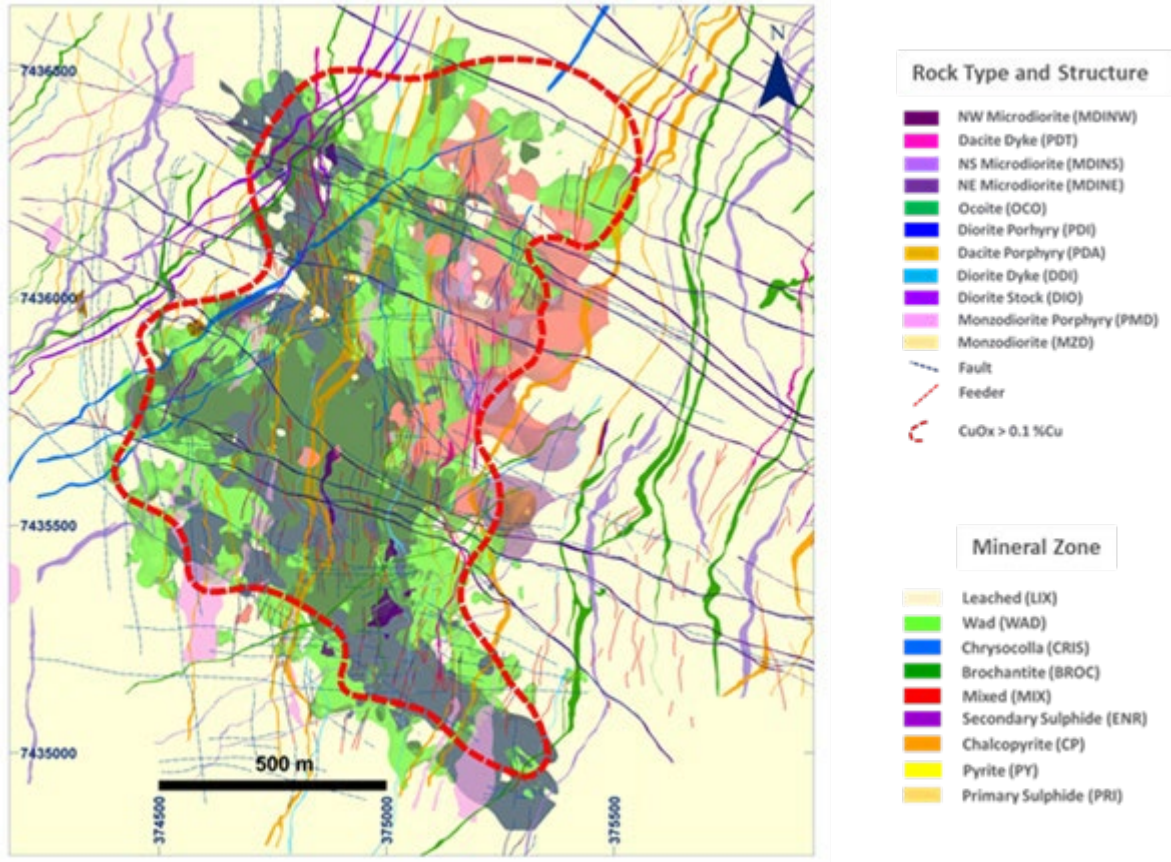 N
7436500
7436000
7435500
7435000
500 m
374500
375000
375500
Rock Type and Structure
NW Microdiorite (MDINW)
Dacite Dyke (PDT)
NS Microdiorite (MDINS)
NE Microdiorite (MDINE)
Ocoite (OCO)
Diorite Porhyry (PDI)
Dacite Porphyry (PDA)
Diorite Dyke (DDI)
Diorite Stock (DIO)
Monzodiorite Porphyry (PMD)
Monzodiorite (MZD)
Fault
Feeder
CuOx > 0.1 %Cu
Mineral Zone
Leached (LIX)
Wad (WAD)
Chrysocolla (CRIS)
Brochantite (BROC)
Mixed (MIX)
Secondary Sulphide (ENR)
Chalcopyrite (CP)
Pyrite (PY)
Primary Sulphide (PRI)